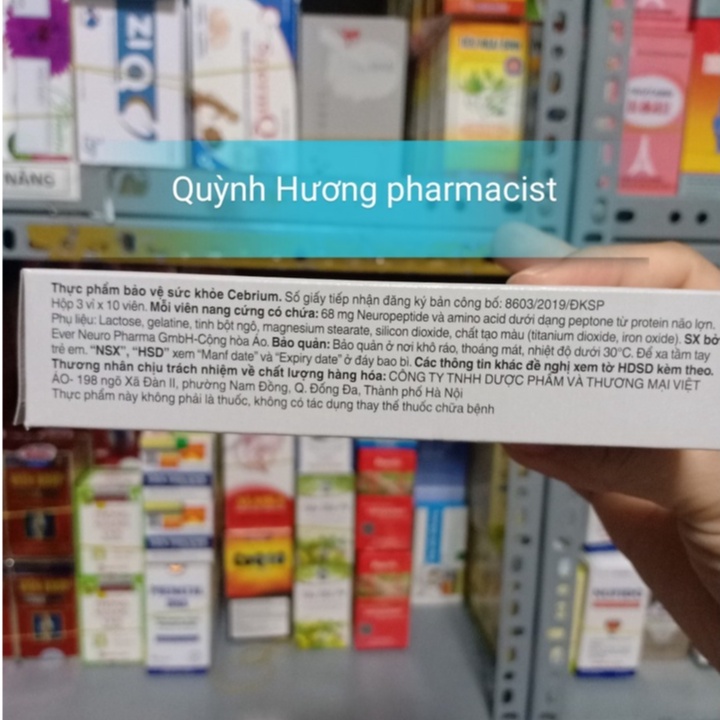 ZIQ
NĂNG
Quỳnh Hương pharmacist
Thực phẩm bảo vệ sức khỏe Cebrium. Số giấy tiếp nhận đăng ký bản công bố: 8603/2019/ĐKSP
Hộp 3 vỉ x 10 viên. Mỗi viên nang cứng có chứa: 68 mg Neuropeptide và amino acid dưới dạng peptone từ protein não lợn.
Phụ liệu: Lactose, gelatine, tinh bột ngô, magnesium stearate, silicon dioxide, chất tạo màu (titanium dioxide, iron oxide). SX bở
Ever Neuro Pharma GmbH-Cộng hòa Áo. Bảo quản: Bảo quản ở nơi khô ráo, thoáng mát, nhiệt độ dưới 30°C. Để xa tầm tay
trẻ em. "NSX", "HSD" xem "Manf date" và "Expiry date" ở đáy bao bì. Các thông tin khác đề nghị xem tờ HDSD kèm theo.
Thương nhân chịu trách nhiệm về chất lượng hàng hóa: CÔNG TY TNHH DƯỢC PHẨM VÀ THƯƠNG MẠI VIỆT
ÁO- 198 ngõ Xã Đàn II, phường Nam Đồng, Q. Đống Đa, Thành phố Hà Nội
Thực phẩm này không phải là thuốc, không có tác dụng thay thế thuốc chữa bệnh